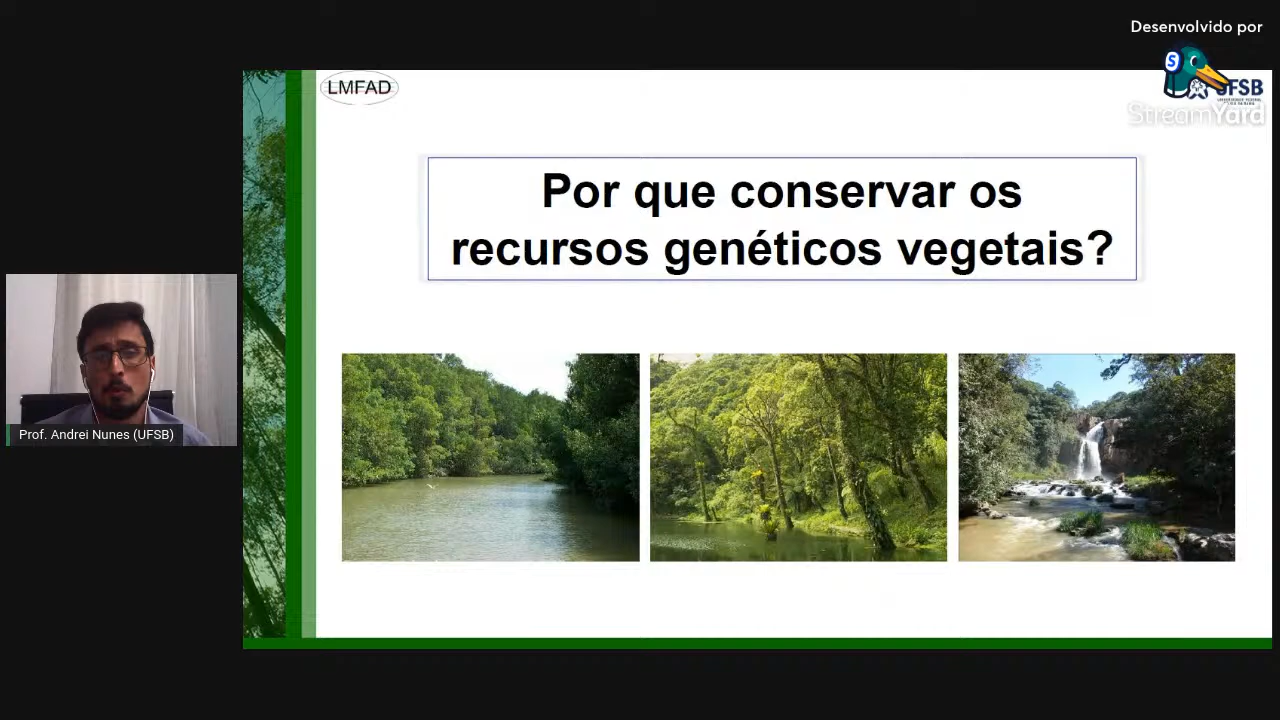 Desenvolvido por
StreamYard
LMFAD
UFSB
Por que conservar os
recursos genéticos vegetais?
Prof. Andrei Nunes (UFSB)